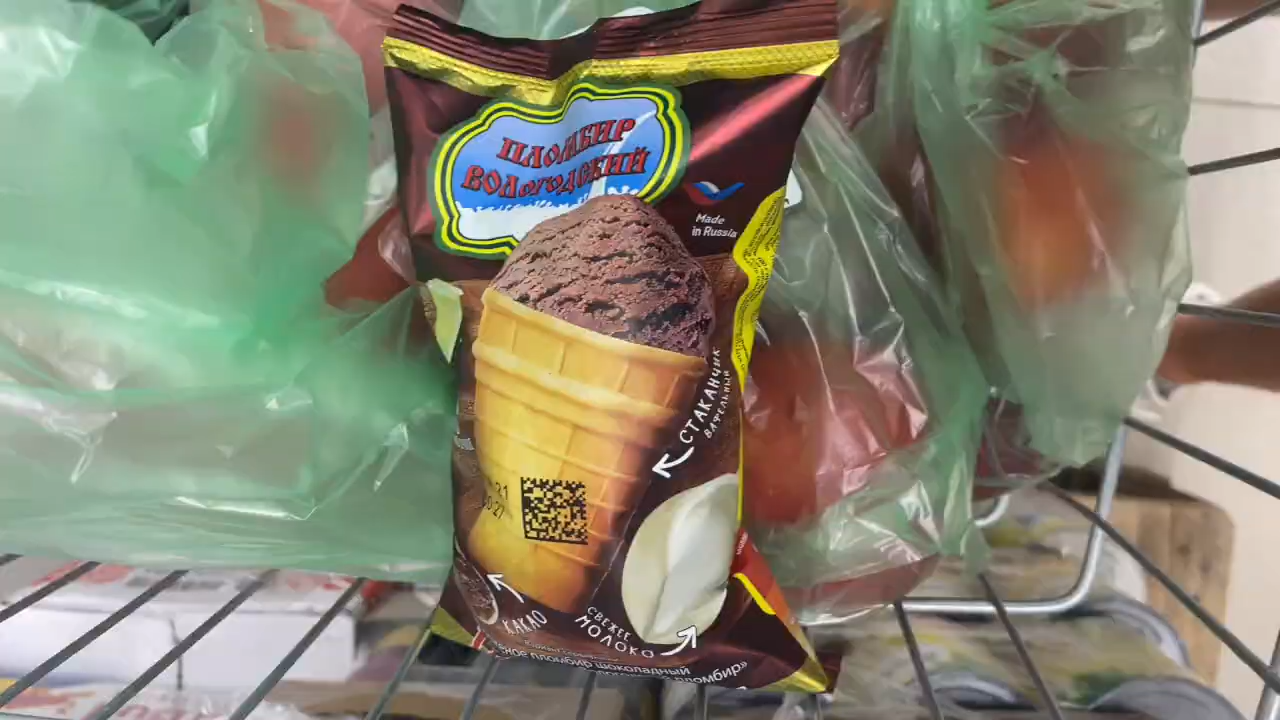 ПЛОМБИР
ВОЛОГОДСКИЙ
Made
in Russia
СТАКАНЧИК
ВАФЕЛЬНЫЙ
КАКАО
СВЕЖЕЕ
МОЛОКО
пломбир шоколадный
пломбир»